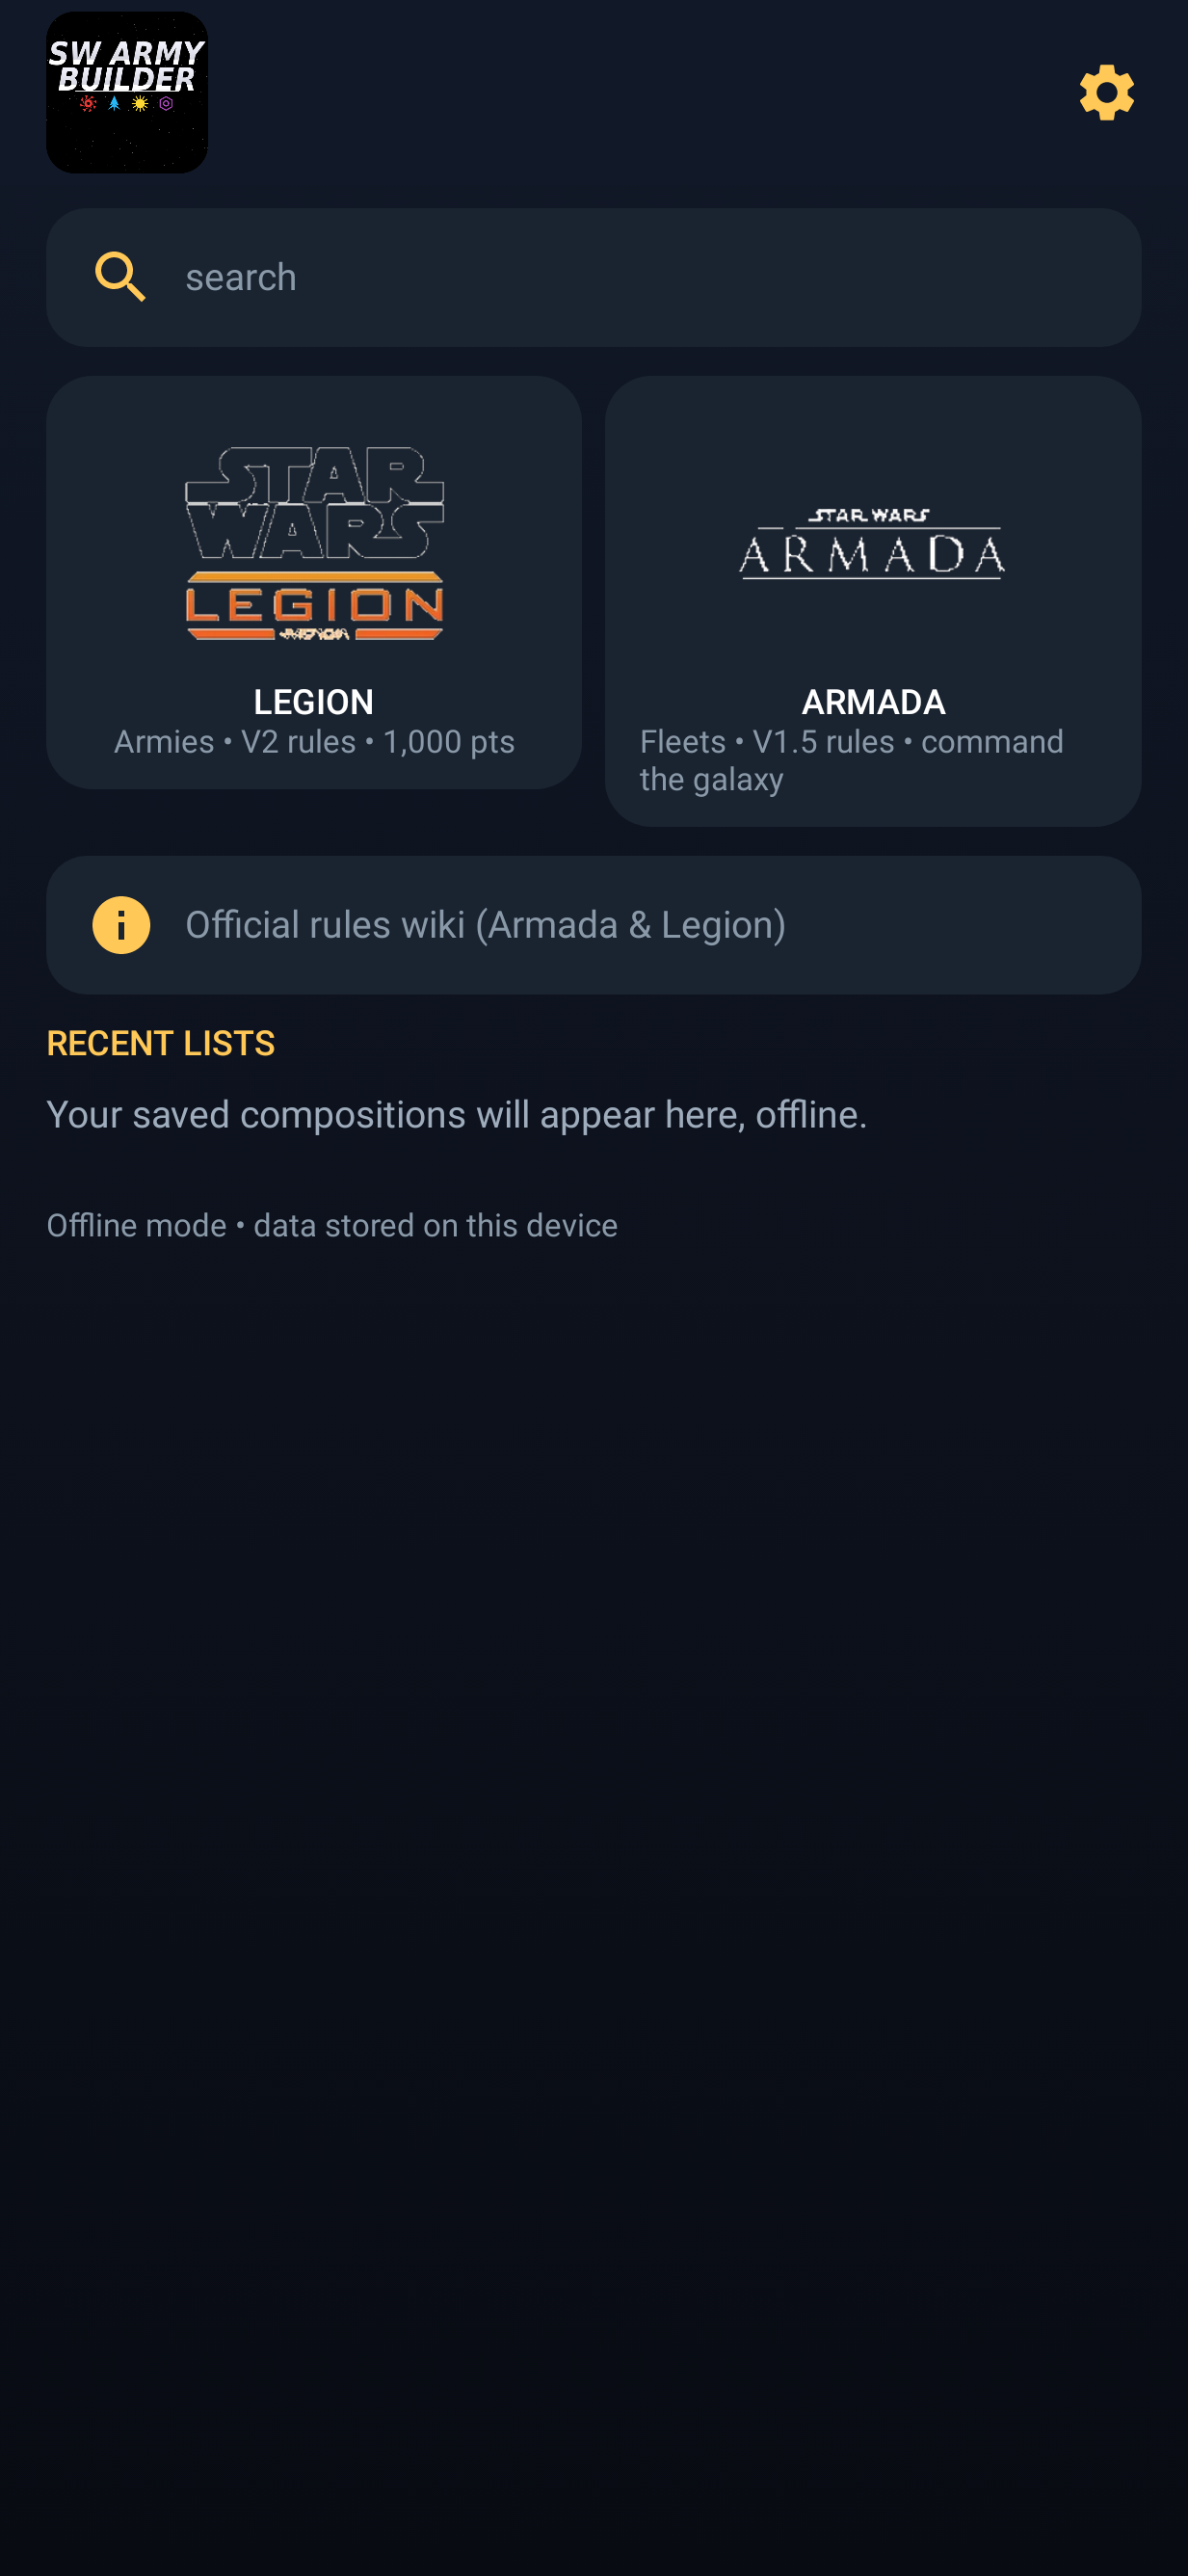 SW ARMY
BUILDER
search
STAR
WARS
LEGION
STAR WARS
ARMADA
LEGION
Armies • V2 rules • 1,000 pts
ARMADA
Fleets • V1.5 rules • command
the galaxy
Official rules wiki (Armada & Legion)
RECENT LISTS
Your saved compositions will appear here, offline.
Offline mode • data stored on this device